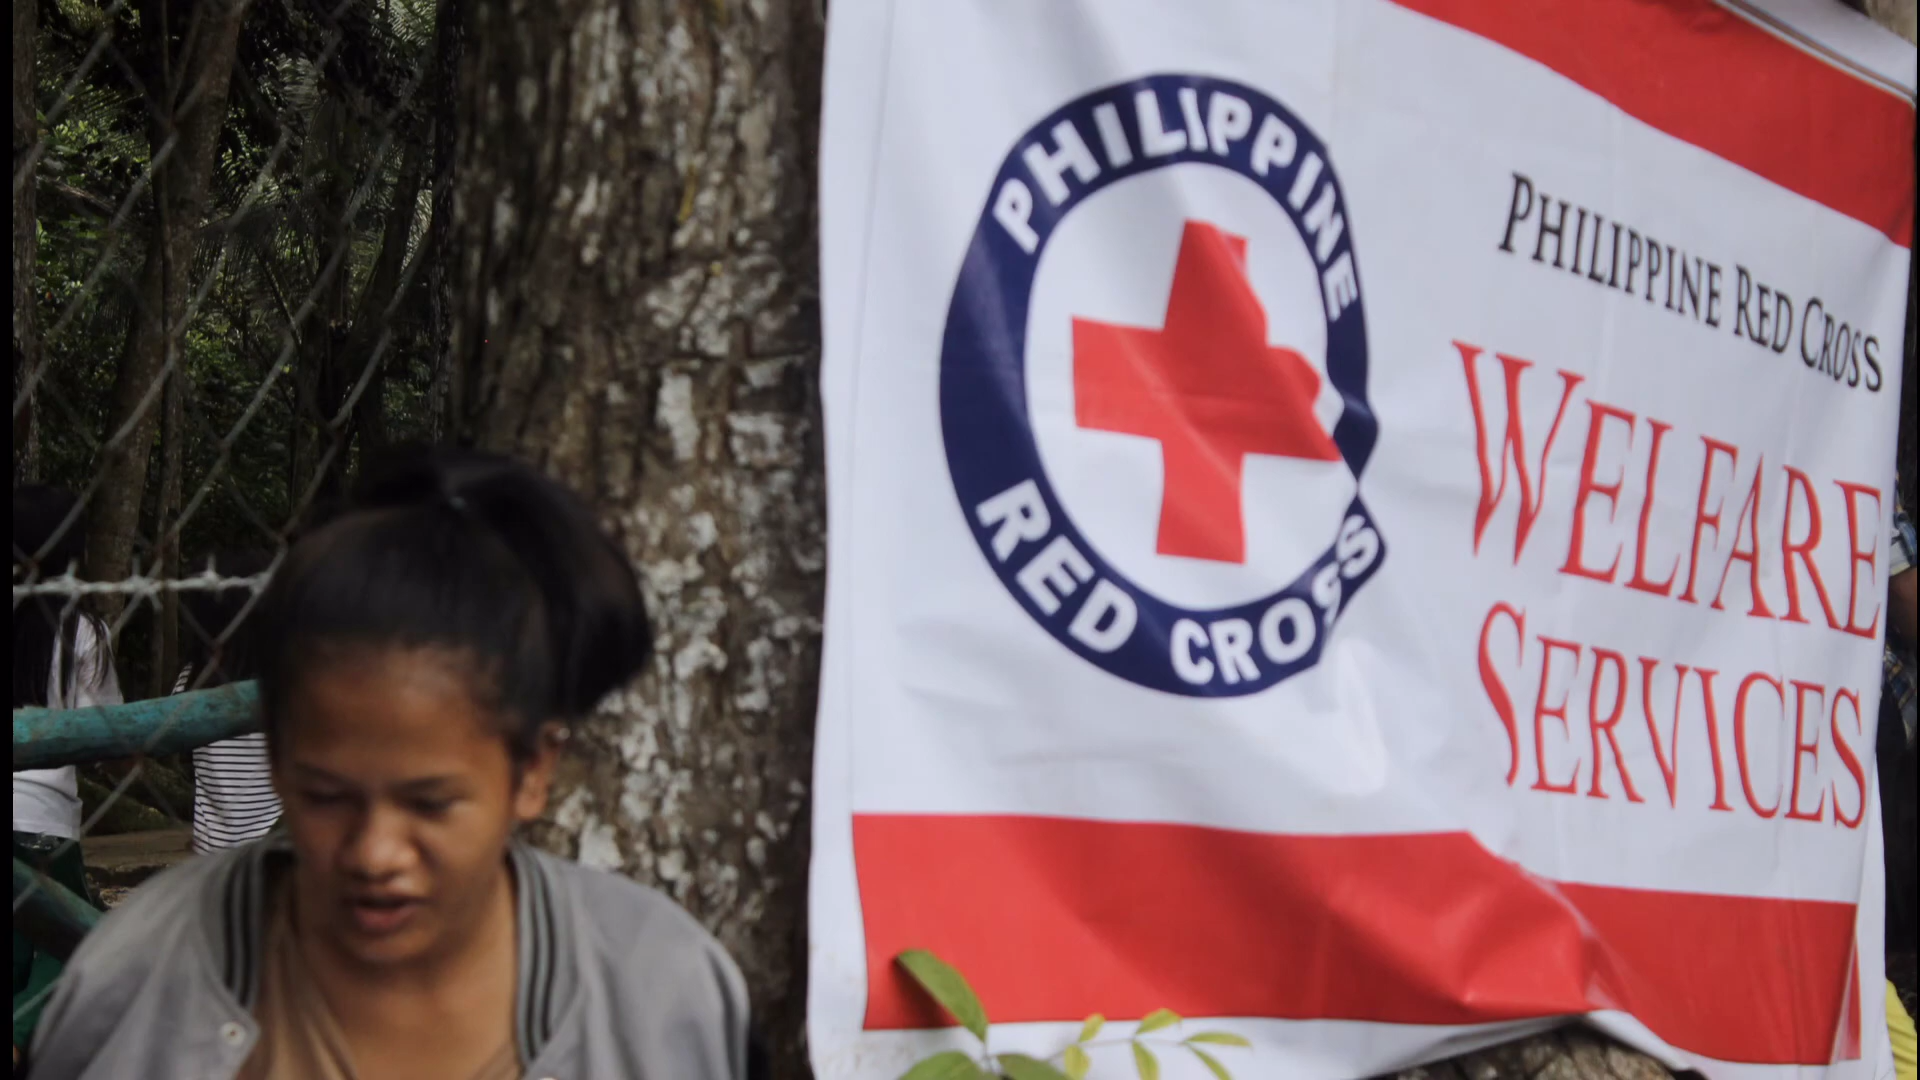 PHILIPPINE
RED CROSS
PHILIPPINE RED CROSS
WELFARE
SERVICES